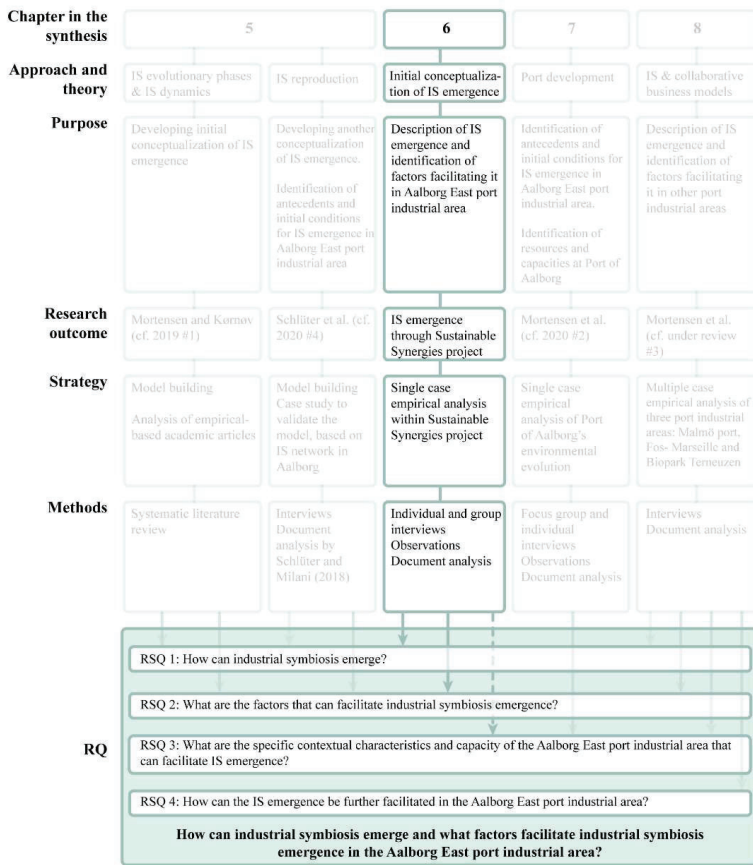 Chapter in the
synthesis
5
6
7
8
Approach and
theory
IS evolutionary phases
& IS dynamics
IS reproduction
Initial conceptualiza-
tion of IS emergence
Port development
IS & collaborative
business models
Purpose
Developing initial
conceptualization of IS
emergence
Developing another
conceptualization
of IS emergence.
Identification of
antecedents and
initial conditions
for IS emergence in
Aalborg East port
industrial area
Description of IS
emergence and
identification of
factors facilitating it
in Aalborg East port
industrial area
Identification of
antecedents and
initial conditions for
IS emergence in
Aalborg East port
industrial area.
Identification of
resources and
capacities at Port of
Aalborg
Description of IS
emergence and
identification of
factors facilitating
it in other port
industrial areas
Research
outcome
Mortensen and Kørnøv
(cf. 2019 #1)
Schlüter et al. (cf.
2020 #4)
IS emergence
through Sustainable
Synergies project
Mortensen et al.
(cf. 2020 #2)
Mortensen et al.
(cf. under review
#3)
Strategy
Model building
Analysis of empirical-
based academic articles
Model building
Case study to
validate the
model, based on
IS network in
Aalborg
Single case
empirical analysis
within Sustainable
Synergies project
Single case
empirical
analysis of Port
of Aalborg's
environmental
evolution
Multiple case
empirical analysis of
three port industrial
areas: Malmö port,
Fos- Marseille and
Biopark Terneuzen
Methods
Systematic literature
review
Interviews
Document
analysis by
Schlüter and
Milani (2018)
Individual and group
interviews
Observations
Document analysis
Focus group and
individual
interviews
Observations
Document analysis
Interviews
Document analysis
RQ
RSQ 1: How can industrial symbiosis emerge?
RSQ 2: What are the factors that can facilitate industrial symbiosis emergence?
RSQ 3: What are the specific contextual characteristics and capacity of the Aalborg East port industrial area that
can facilitate IS emergence?
RSQ 4: How can the IS emergence be further facilitated in the Aalborg East port industrial area?
How can industrial symbiosis emerge and what factors facilitate industrial symbiosis
emergence in the Aalborg East port industrial area?